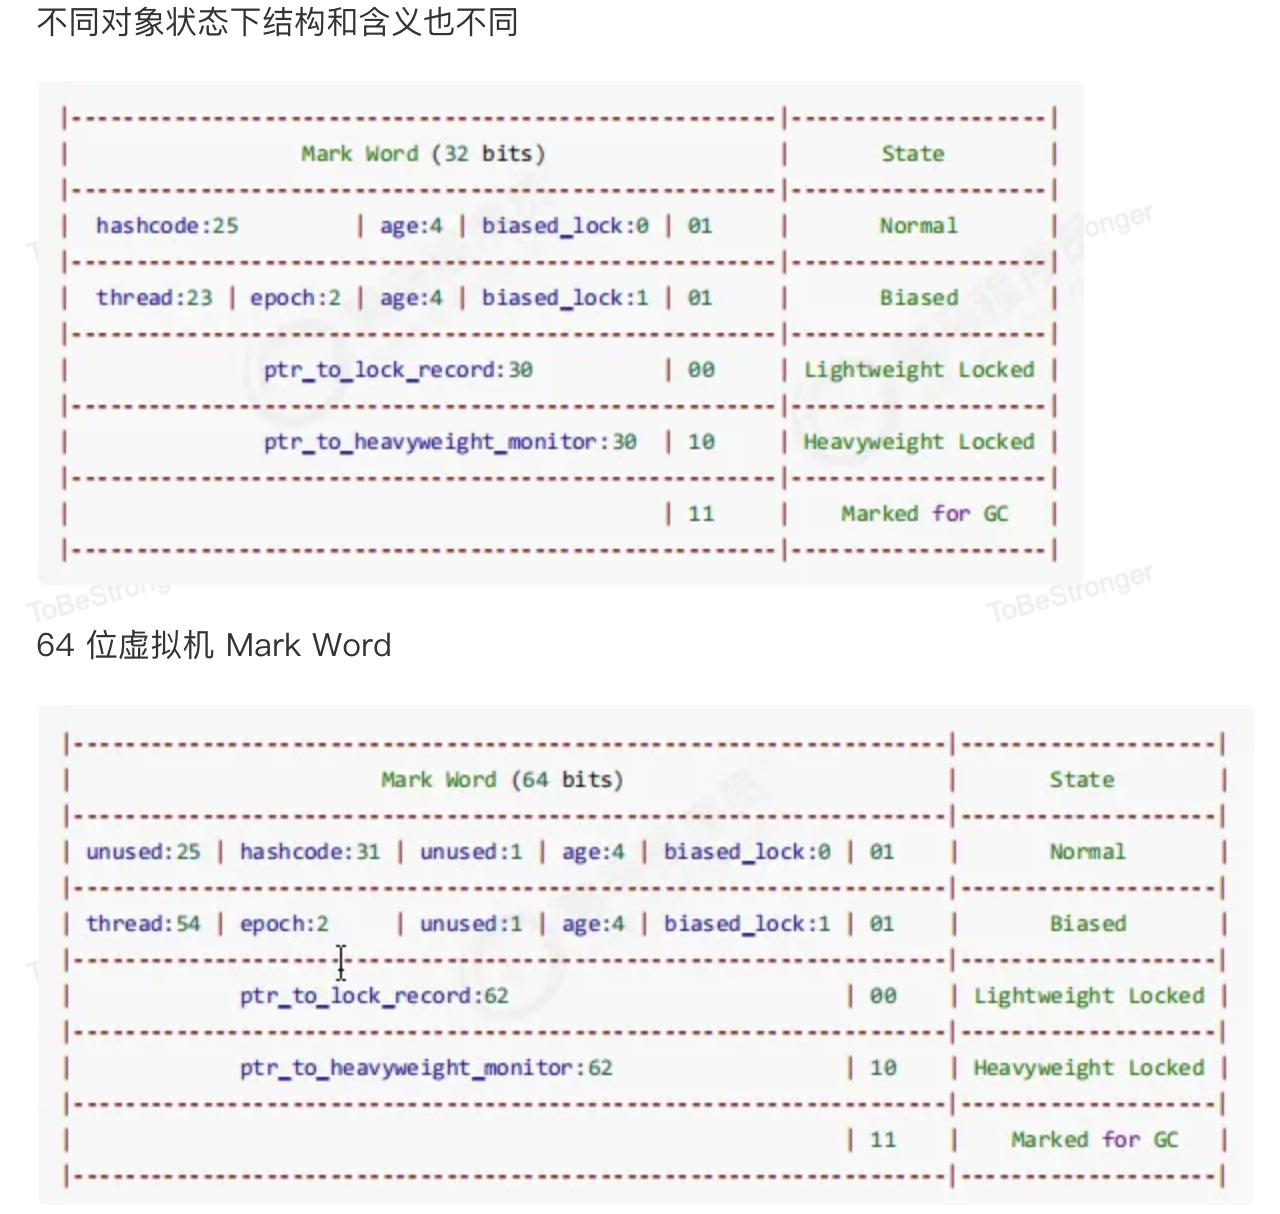 不同对象状态下结构和含义也不同
|-------------------------------------------------------|--------------------|
| Mark Word (32 bits) | State |
|-------------------------------------------------------|--------------------|
| hashcode:25 | age:4 | biased_lock:0 | 01 | Normal |
|-------------------------------------------------------|--------------------|
| thread:23 | epoch:2 | age:4 | biased_lock:1 | 01 | Biased |
|-------------------------------------------------------|--------------------|
| ptr_to_lock_record:30 | 00 | Lightweight Locked |
|-------------------------------------------------------|--------------------|
| ptr_to_heavyweight_monitor:30 | 10 | Heavyweight Locked |
|-------------------------------------------------------|--------------------|
| | 11 | Marked for GC |
|-------------------------------------------------------|--------------------|
onger
ToBeStrong
ToBeStronger
64 位虚拟机 Mark Word
|--------------------------------------------------------------------|--------------------|
| Mark Word (64 bits) | State |
|--------------------------------------------------------------------|--------------------|
| unused:25 | hashcode:31 | unused:1 | age:4 | biased_lock:0 | 01 | Normal |
|--------------------------------------------------------------------|--------------------|
| thread:54 | epoch:2 | unused:1 | age:4 | biased_lock:1 | 01 | Biased |
|--------------------------------------------------------------------|--------------------|
| ptr_to_lock_record:62 | 00 | Lightweight Locked |
|--------------------------------------------------------------------|--------------------|
| ptr_to_heavyweight_monitor:62 | 10 | Heavyweight Locked |
|--------------------------------------------------------------------|--------------------|
| | 11 | Marked for GC |
|--------------------------------------------------------------------|--------------------|